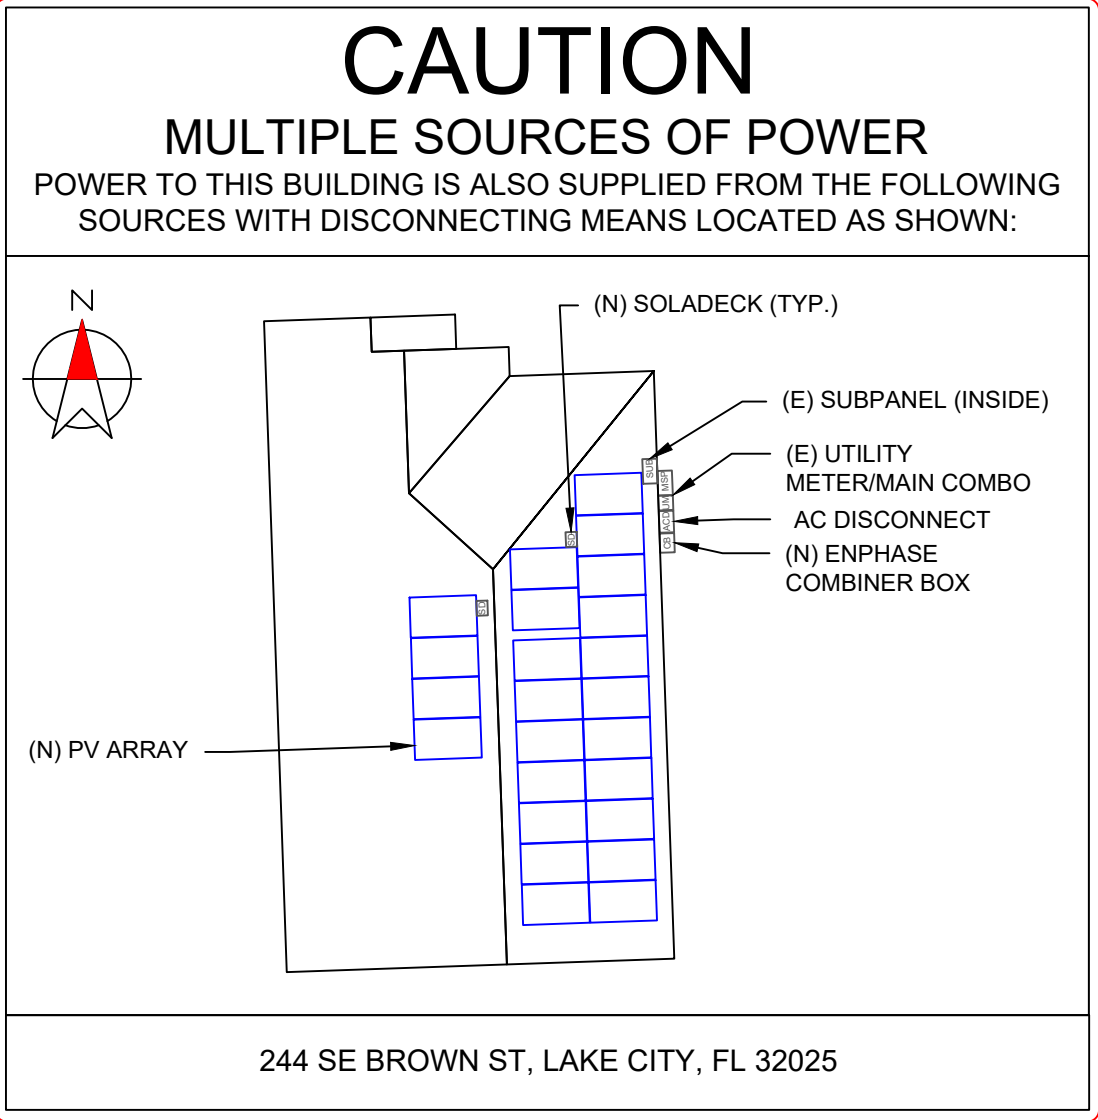 CAUTION
MULTIPLE SOURCES OF POWER
POWER TO THIS BUILDING IS ALSO SUPPLIED FROM THE FOLLOWING
SOURCES WITH DISCONNECTING MEANS LOCATED AS SHOWN:
N
(N) SOLADECK (TYP.)
(E) SUBPANEL (INSIDE)
(E) UTILITY
METER/MAIN COMBO
AC DISCONNECT
(N) ENPHASE
COMBINER BOX
SUB
MSP
UM
ACD
CB
SD
SD
(N) PV ARRAY
244 SE BROWN ST, LAKE CITY, FL 32025